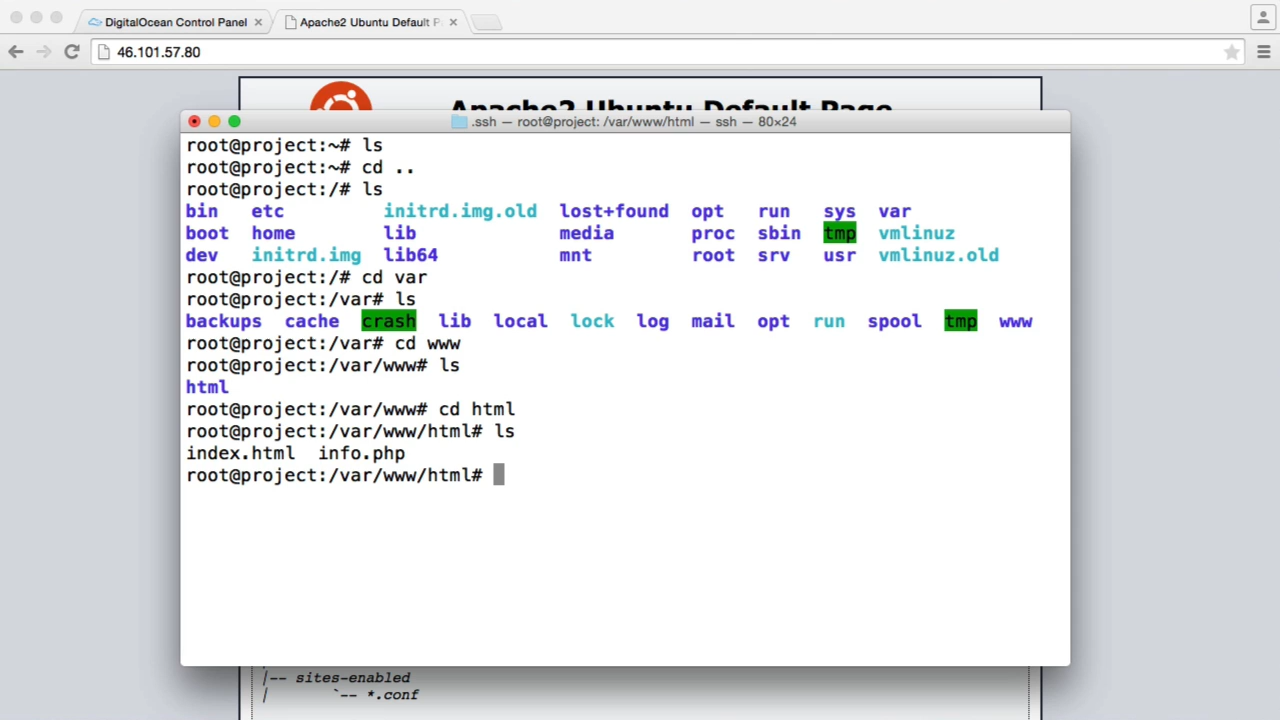 DigitalOcean Control Panel
Apache2 Ubuntu Default P
46.101.57.80
Apache2 Ubuntu Default Page
.ssh — root@project: /var/www/html — ssh — 80×24
root@project:~# ls
root@project:~# cd ..
root@project:/# ls
bin etc initrd.img.old lost+found opt run sys var
boot home lib media proc sbin tmp vmlinuz
dev initrd.img lib64 mnt root srv usr vmlinuz.old
root@project:/# cd var
root@project:/var# ls
backups cache crash lib local lock log mail opt run spool tmp www
root@project:/var# cd www
root@project:/var/www# ls
html
root@project:/var/www# cd html
root@project:/var/www/html# ls
index.html info.php
root@project:/var/www/html#
|-- sites-enabled
| `-- *.conf